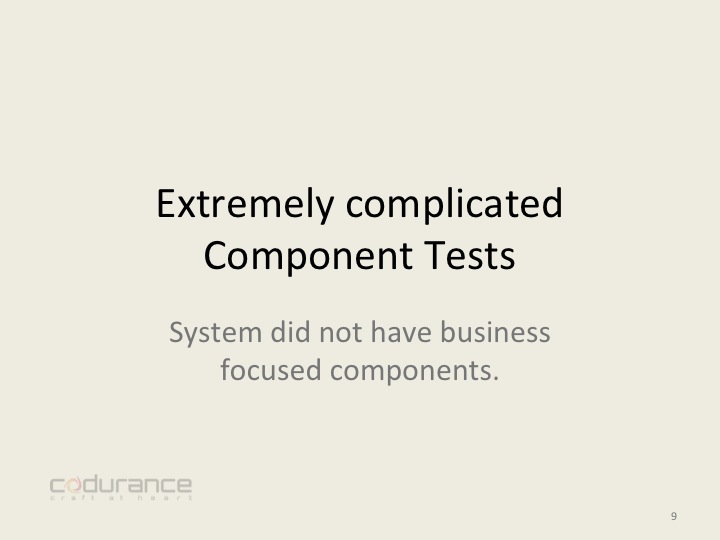 Extremely complicated
Component Tests
System did not have business
focused components.
codurance
craft at heart
9